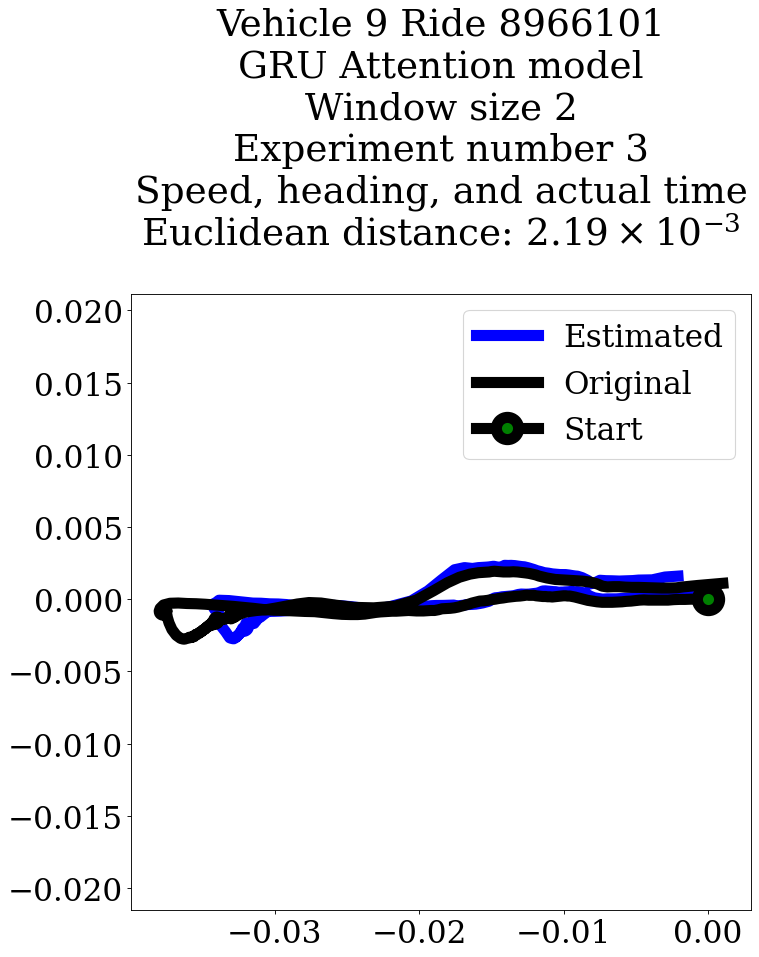 Vehicle 9 Ride 8966101
GRU Attention model
Window size 2
Experiment number 3
Speed, heading, and actual time
Euclidean distance: 2.19 × 10⁻³
Estimated
Original
Start
0.020
0.015
0.010
0.005
0.000
−0.005
−0.010
−0.015
−0.020
−0.03 −0.02 −0.01 0.00